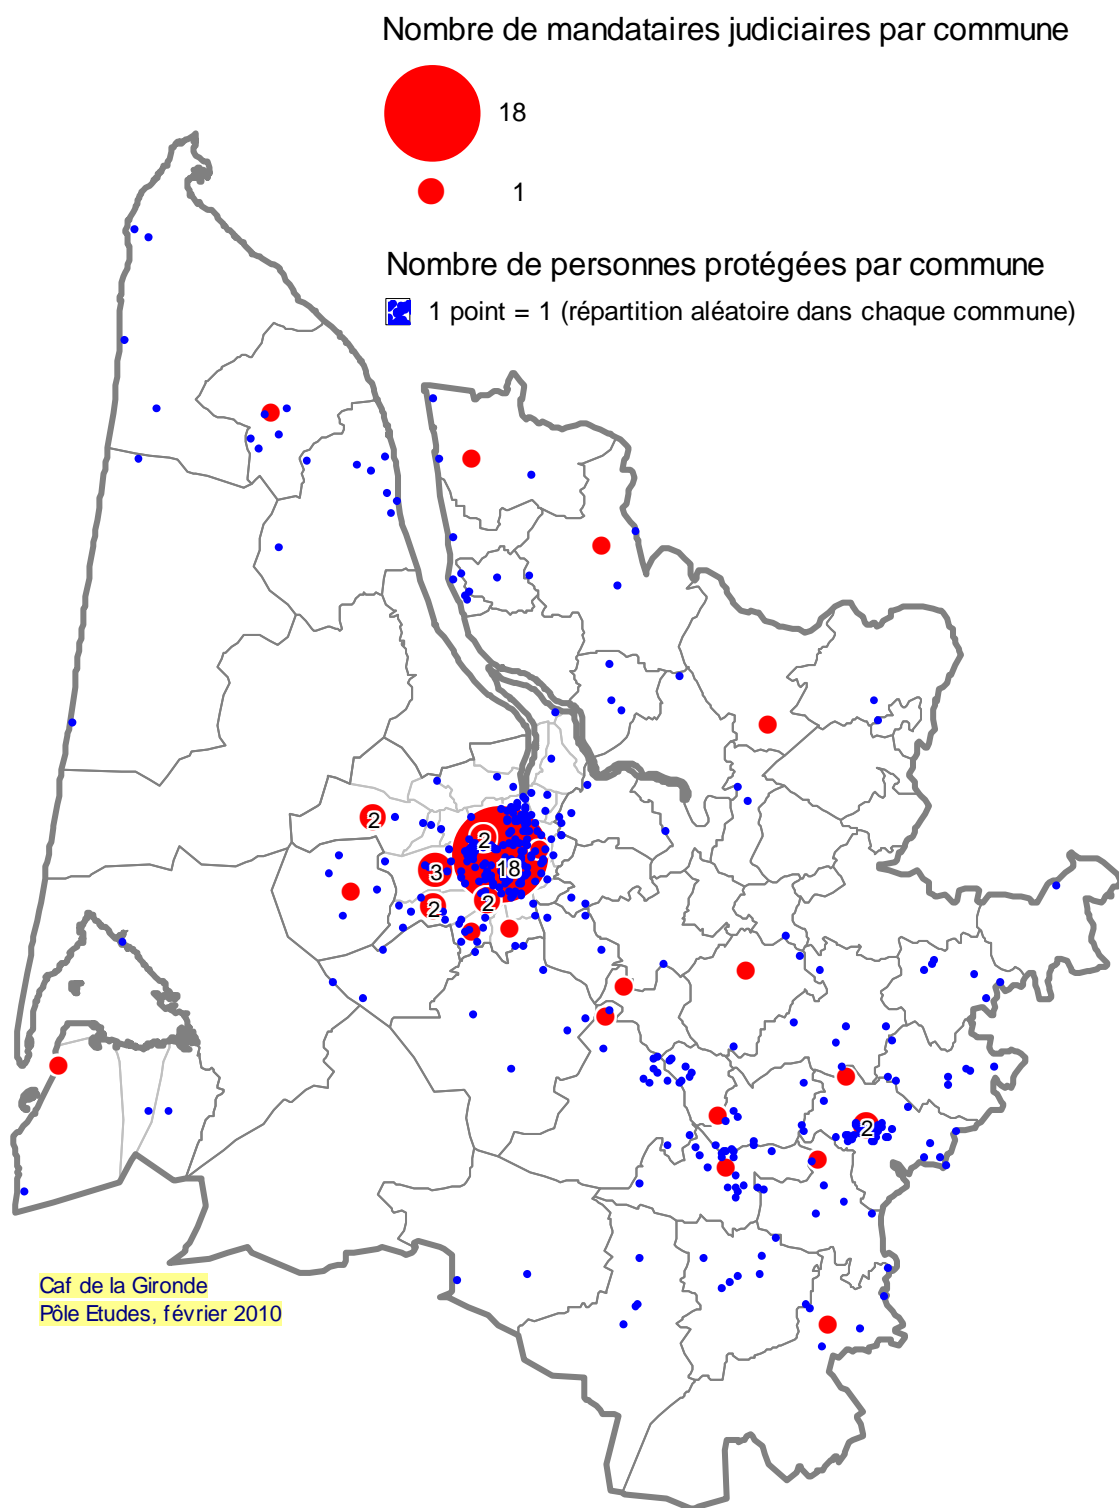 Nombre de mandataires judiciaires par commune
18
1
Nombre de personnes protégées par commune
1 point = 1 (répartition aléatoire dans chaque commune)
2
2
3
18
2
2
2
Caf de la Gironde
Pôle Etudes, février 2010